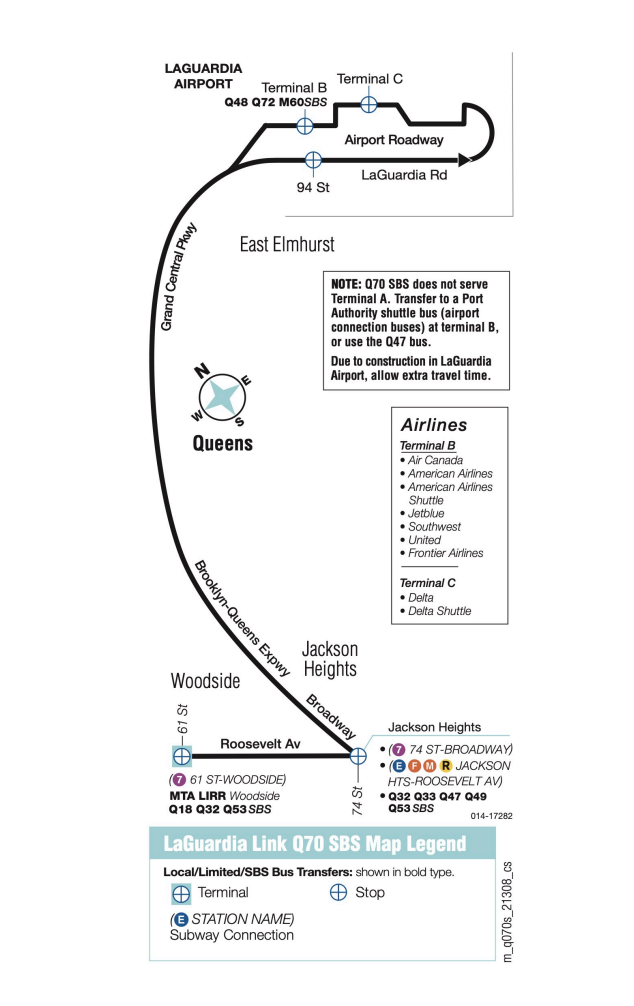 LAGUARDIA
AIRPORT
Terminal B
Q48 Q72 M60SBS
Terminal C
Airport Roadway
LaGuardia Rd
94 St
Grand Central Pkwy
East Elmhurst
NOTE: Q70 SBS does not serve
Terminal A. Transfer to a Port
Authority shuttle bus (airport
connection buses) at terminal B,
or use the Q47 bus.
Due to construction in LaGuardia
Airport, allow extra travel time.
N
E
W
S
Queens
Airlines
Terminal B
• Air Canada
• American Airlines
• American Airlines
Shuttle
• Jetblue
• Southwest
• United
• Frontier Airlines
Terminal C
• Delta
• Delta Shuttle
Brooklyn-Queens Expwy
Jackson
Heights
Woodside
Broadway
61 St
Roosevelt Av
74 St
(7 61 ST-WOODSIDE)
MTA LIRR Woodside
Q18 Q32 Q53SBS
Jackson Heights
• (7 74 ST-BROADWAY)
• (E F M R JACKSON
HTS-ROOSEVELT AV)
• Q32 Q33 Q47 Q49
Q53SBS
014-17282
LaGuardia Link Q70 SBS Map Legend
Local/Limited/SBS Bus Transfers: shown in bold type.
Terminal
Stop
(E STATION NAME)
Subway Connection
m_q070s_21308_cs